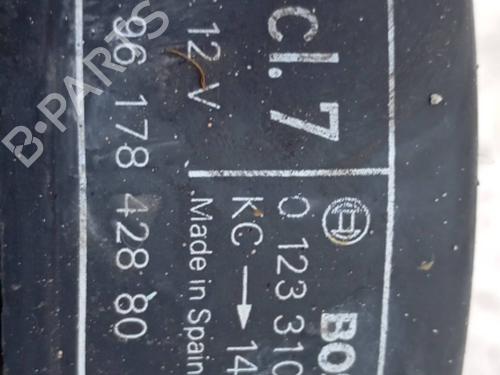 cl. 7
12 V
96 178 428 80
BO
0 123 310
KC → 14
Made in Spain
B-PARTS